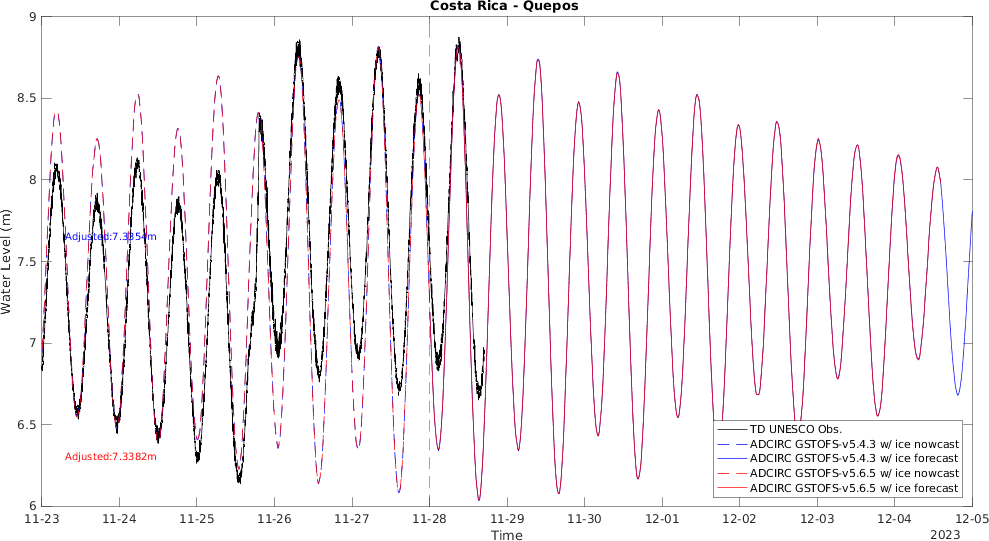 Costa Rica - Quepos
9
8.5
8
7.5
7
6.5
6
Water Level (m)
Adjusted:7.3354m
Adjusted:7.3382m
TD UNESCO Obs.
ADCIRC GSTOFS-v5.4.3 w/ ice nowcast
ADCIRC GSTOFS-v5.4.3 w/ ice forecast
ADCIRC GSTOFS-v5.6.5 w/ ice nowcast
ADCIRC GSTOFS-v5.6.5 w/ ice forecast
11-23 11-24 11-25 11-26 11-27 11-28 11-29 11-30 12-01 12-02 12-03 12-04 12-05
Time
2023